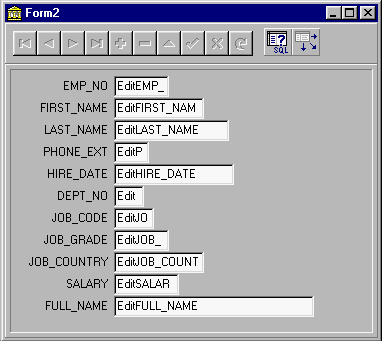 Form2
SQL
EMP_NO EditEMP_
FIRST_NAME EditFIRST_NAM
LAST_NAME EditLAST_NAME
PHONE_EXT EditP
HIRE_DATE EditHIRE_DATE
DEPT_NO Edit
JOB_CODE EditJO
JOB_GRADE EditJOB_
JOB_COUNTRY EditJOB_COUNT
SALARY EditSALAR
FULL_NAME EditFULL_NAME